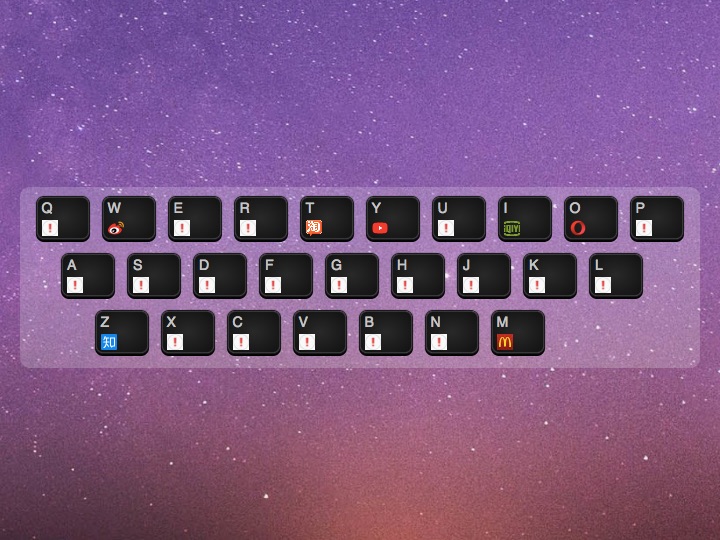 Q W E R T Y U I O P
! ! ! 淘 ! iQIYI !
A S D F G H J K L
! ! ! ! ! ! ! ! !
Z X C V B N M
知 ! ! ! ! !